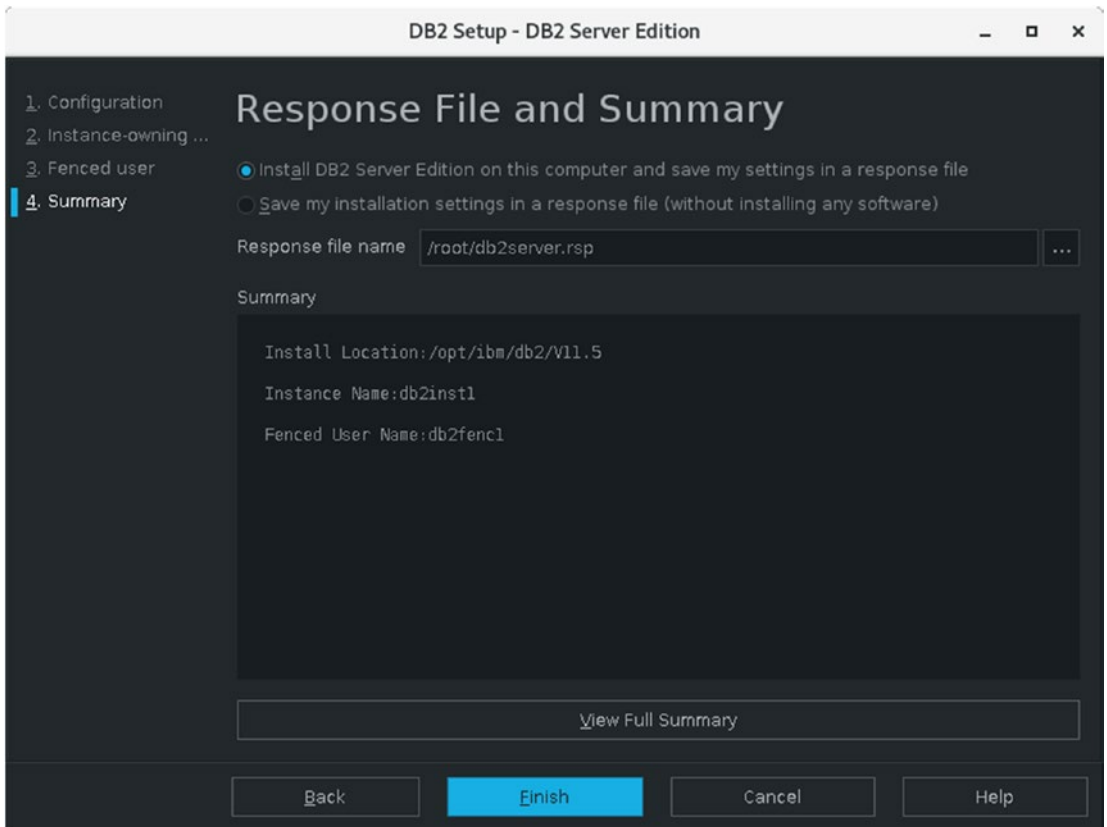 DB2 Setup - DB2 Server Edition
1. Configuration
2. Instance-owning ...
3. Fenced user
4. Summary
Response File and Summary
Install DB2 Server Edition on this computer and save my settings in a response file
Save my installation settings in a response file (without installing any software)
Response file name /root/db2server.rsp ...
Summary
Install Location:/opt/ibm/db2/V11.5
Instance Name:db2inst1
Fenced User Name:db2fenc1
View Full Summary
Back Finish Cancel Help